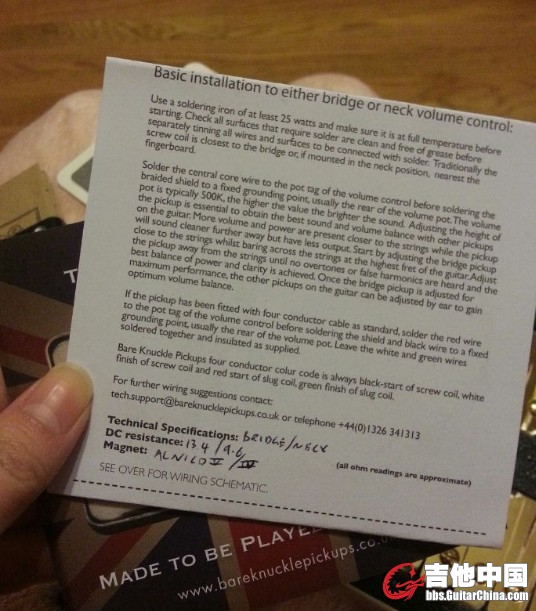 Basic installation to either bridge or neck volume control:
Use a soldering iron of at least 25 watts and make sure it is at full temperature before
starting. Check all surfaces that require solder are clean and free of grease before
separately tinning all wires and surfaces to be connected with solder. Traditionally the
screw coil is closest to the bridge or, if mounted in the neck position, nearest the
fingerboard.
Solder the central core wire to the pot tag of the volume control before soldering the
braided shield to a fixed grounding point, usually the rear of the volume pot. The volume
pot is typically 500K, the higher the value the brighter the sound. Adjusting the height of
the pickup is essential to obtain the best sound and volume balance with other pickups
on the guitar. More volume and power are present closer to the strings while the pickup
will sound cleaner further away but have less output. Start by adjusting the bridge pickup
close to the strings whilst baring across the strings at the highest fret of the guitar. Adjust
the pickup away from the strings until no overtones or false harmonics are heard and the
best balance of power and clarity is achieved. Once the bridge pickup is adjusted for
maximum performance, the other pickups on the guitar can be adjusted by ear to gain
optimum volume balance.
If the pickup has been fitted with four conductor cable as standard, solder the red wire
to the pot tag of the volume control before soldering the shield and black wire to a fixed
grounding point, usually the rear of the volume pot. Leave the white and green wires
soldered together and insulated as supplied.
Bare Knuckle Pickups four conductor color code is always black-start of screw coil, white
finish of screw coil and red start of slug coil, green finish of slug coil.
For further wiring suggestions contact:
tech.support@bareknucklepickups.co.uk or telephone +44(0)1326 341313
Technical Specifications: BRIDGE/NECK
DC resistance: 13.4 / 9.6
(all ohm readings are approximate)
Magnet: ALNICO V / IV
SEE OVER FOR WIRING SCHEMATIC.
T
MADE TO BE PLAYE
www.bareknucklepickups.co.u
吉他中国
bbs.GuitarChina.com